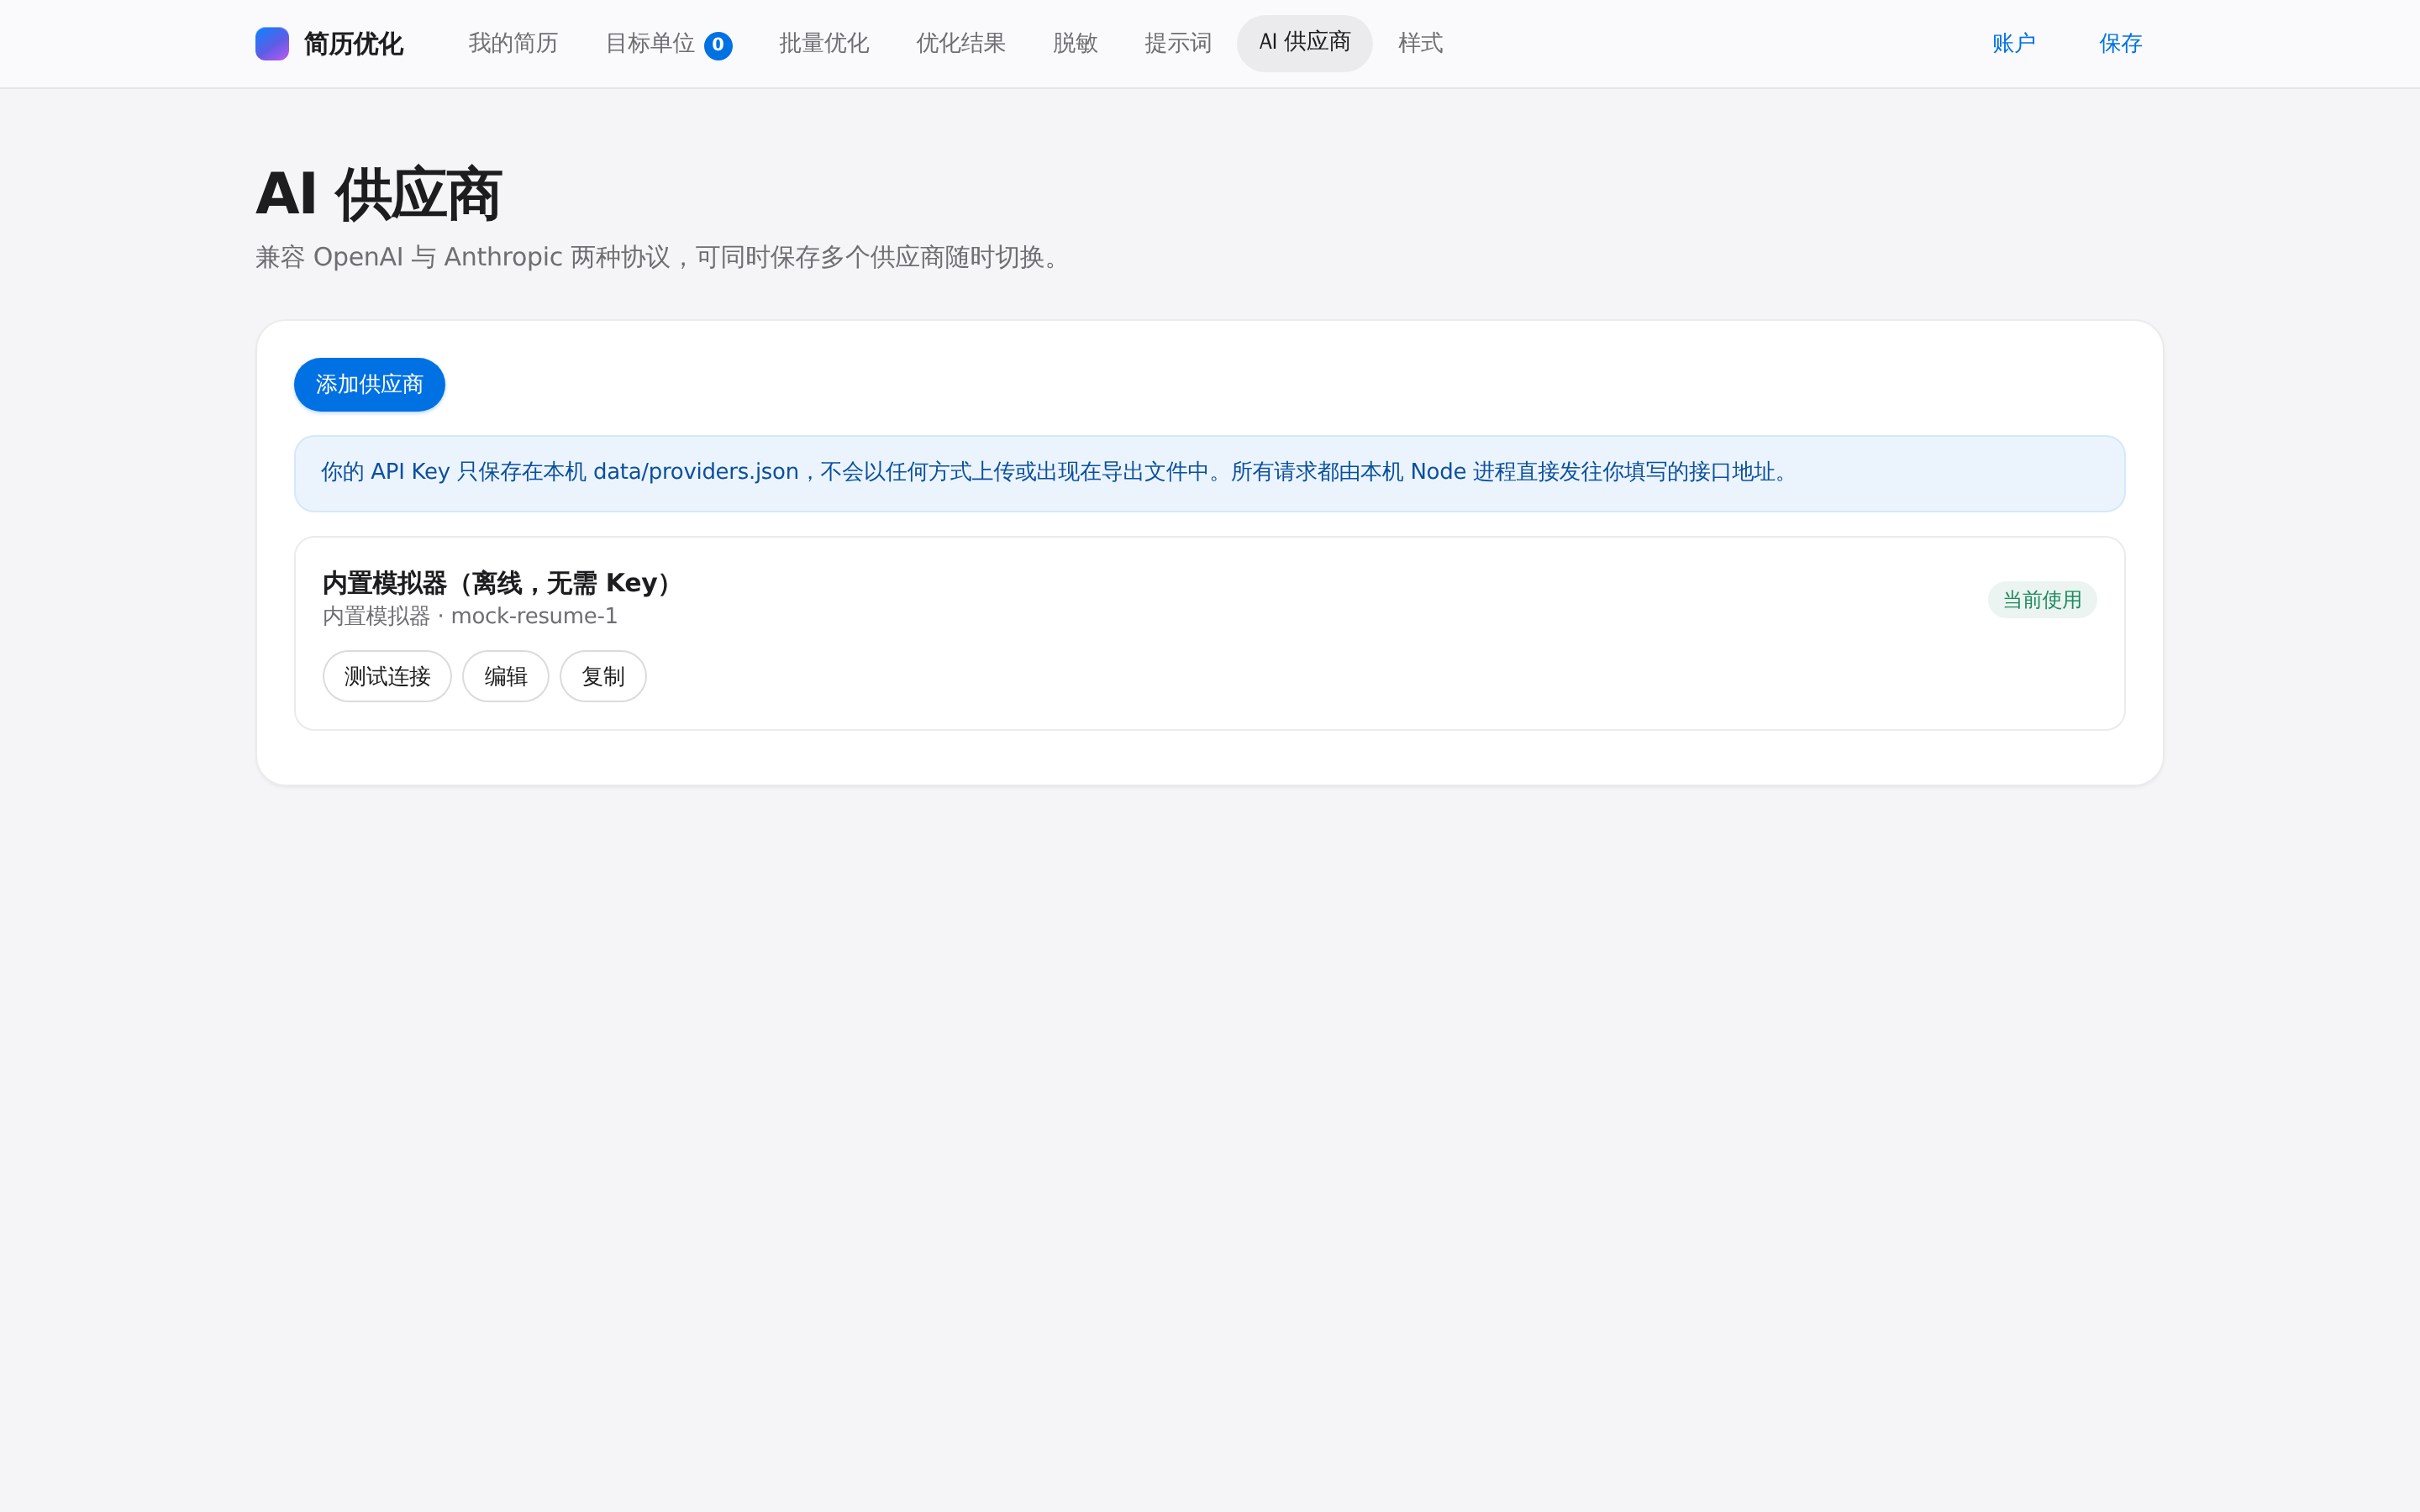 简历优化
我的简历
目标单位 0
批量优化
优化结果
脱敏
提示词
AI 供应商
样式
账户
保存
AI 供应商
兼容 OpenAI 与 Anthropic 两种协议，可同时保存多个供应商随时切换。
添加供应商
你的 API Key 只保存在本机 data/providers.json，不会以任何方式上传或出现在导出文件中。所有请求都由本机 Node 进程直接发往你填写的接口地址。
内置模拟器（离线，无需 Key）
内置模拟器 · mock-resume-1
当前使用
测试连接
编辑
复制